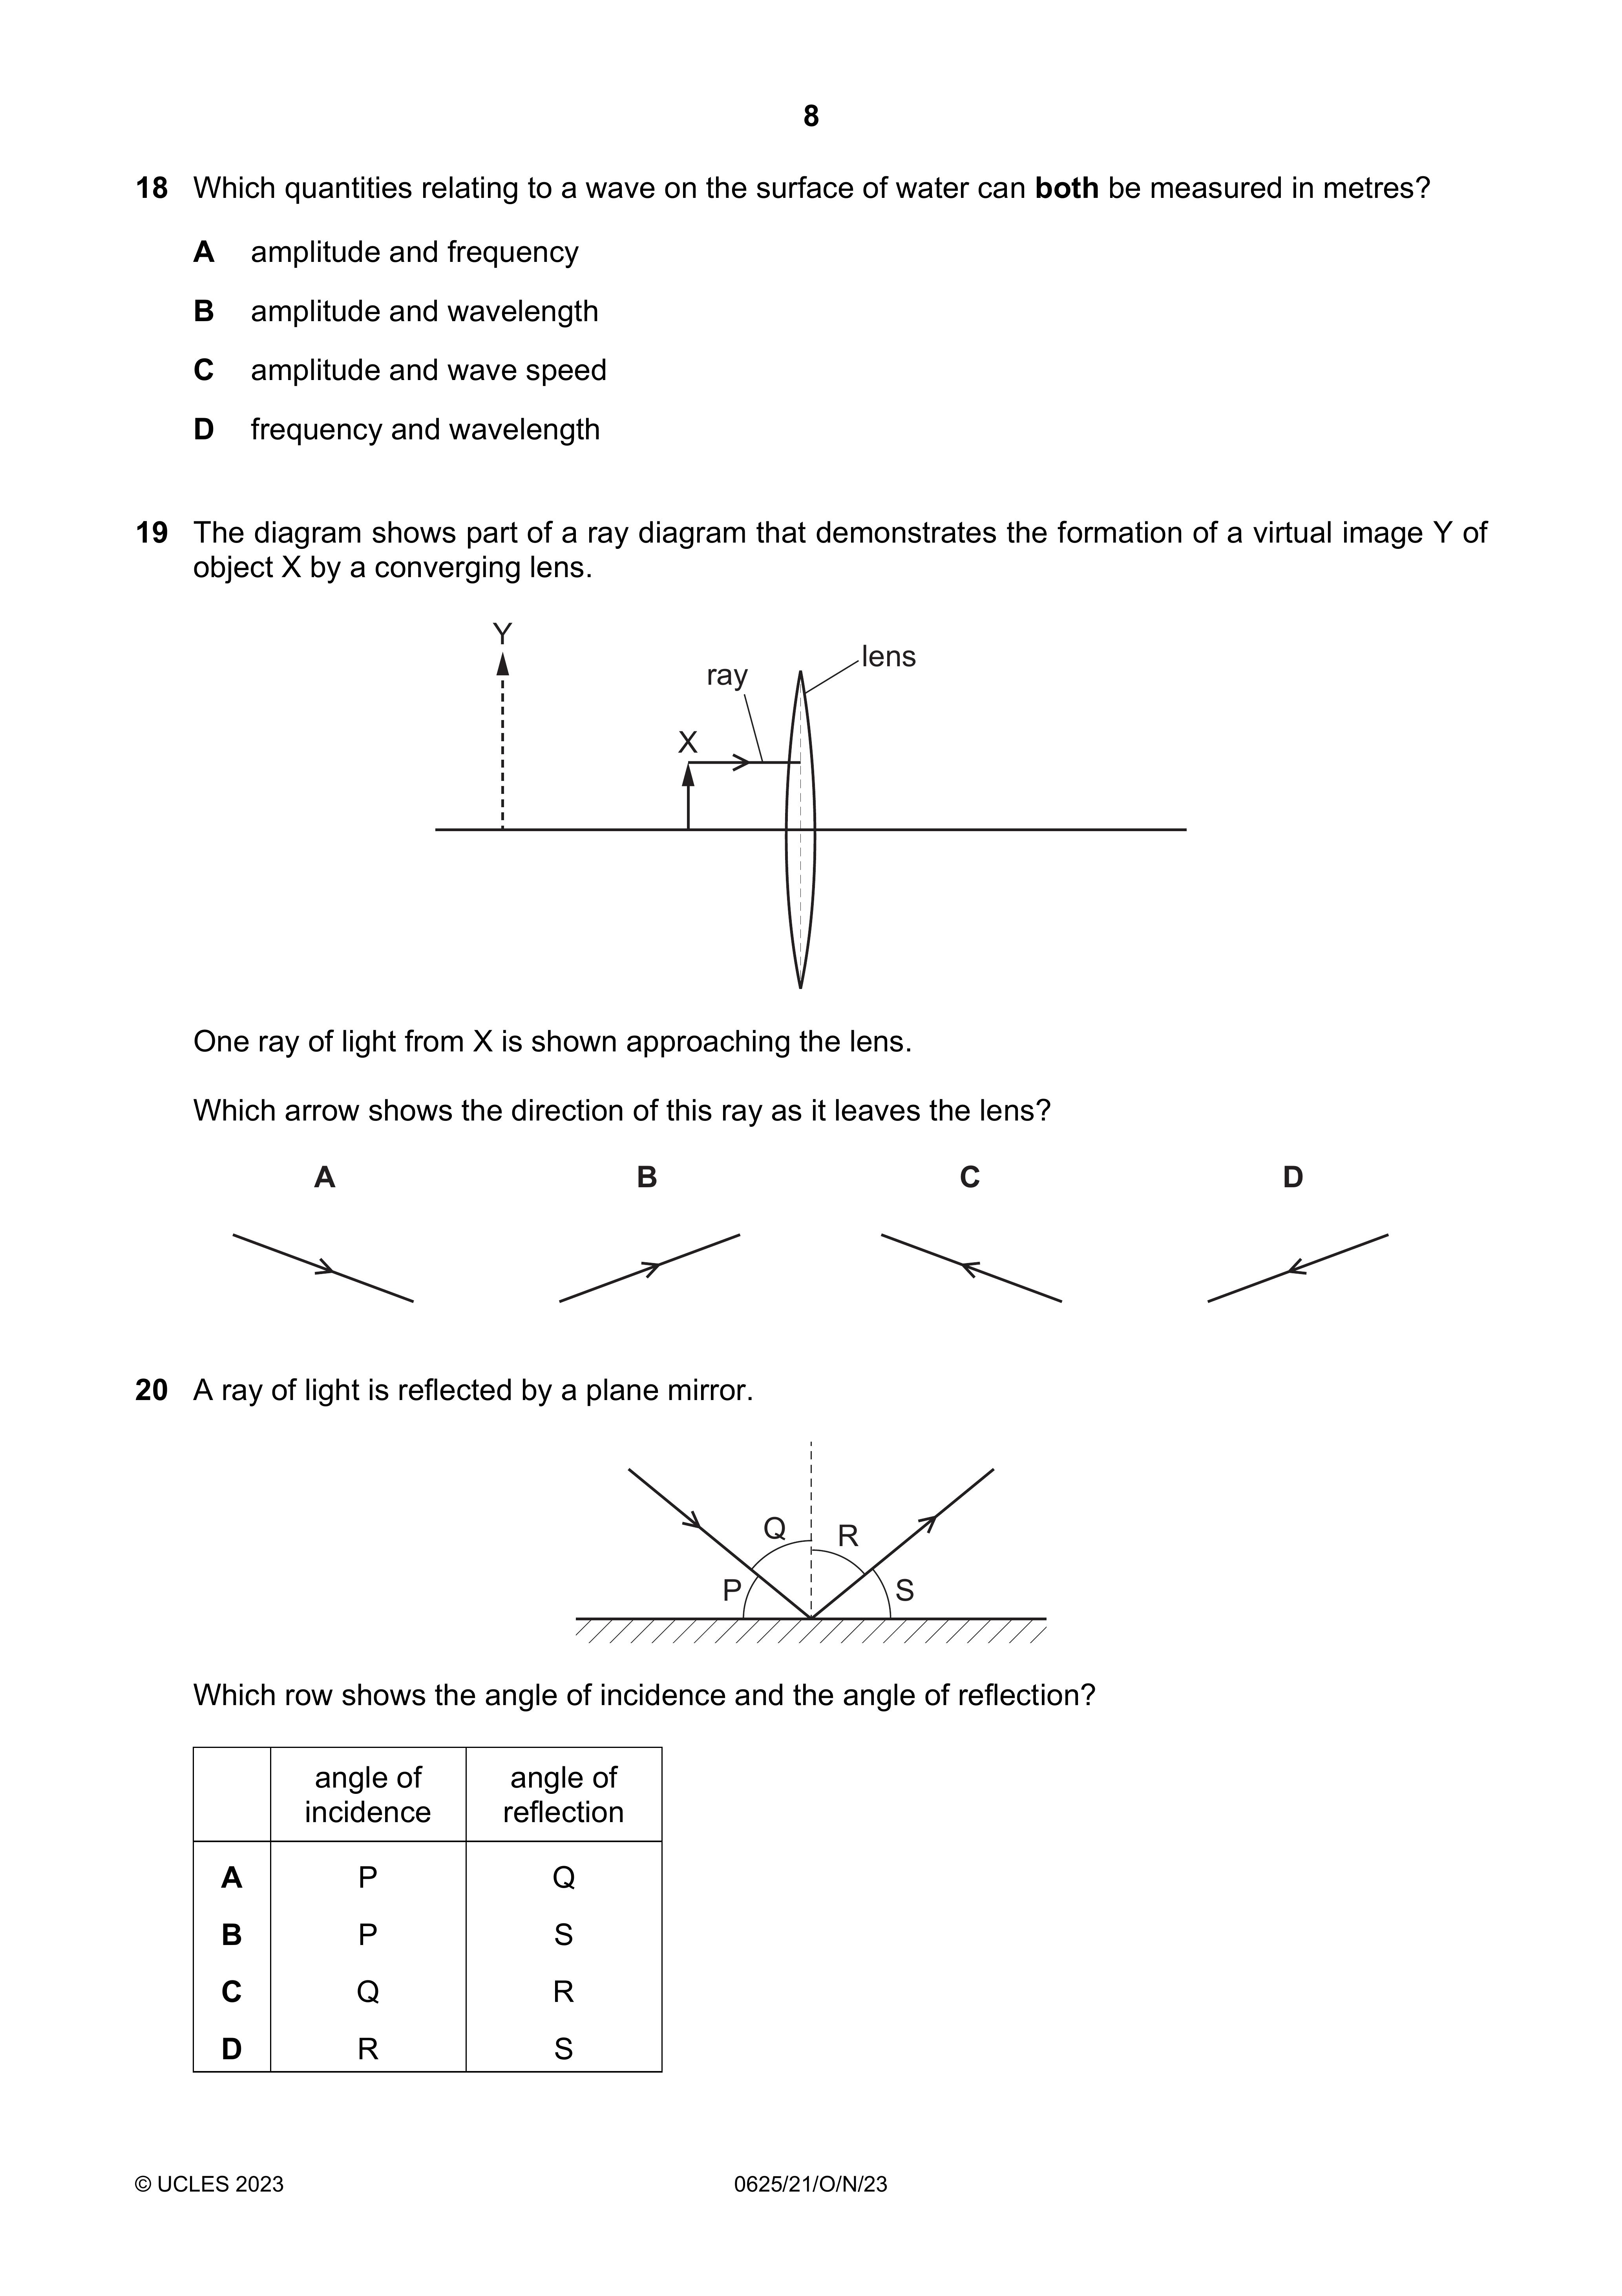 8
18 Which quantities relating to a wave on the surface of water can both be measured in metres?
A amplitude and frequency
B amplitude and wavelength
C amplitude and wave speed
D frequency and wavelength
19 The diagram shows part of a ray diagram that demonstrates the formation of a virtual image Y of
object X by a converging lens.
Y
lens
ray
X
One ray of light from X is shown approaching the lens.
Which arrow shows the direction of this ray as it leaves the lens?
A B C D
20 A ray of light is reflected by a plane mirror.
Q R
P S
Which row shows the angle of incidence and the angle of reflection?
angle of angle of
incidence reflection
A P Q
B P S
C Q R
D R S
© UCLES 2023 0625/21/O/N/23